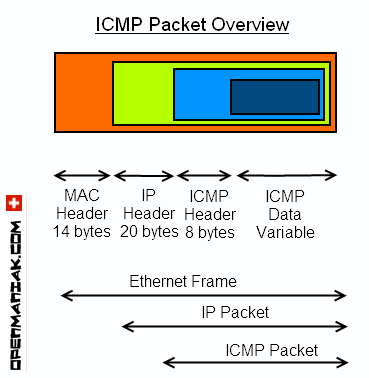 ICMP Packet Overview
MAC
Header
14 bytes
IP
Header
20 bytes
ICMP
Header
8 bytes
ICMP
Data
Variable
Ethernet Frame
IP Packet
ICMP Packet
OPENMANIAK.COM